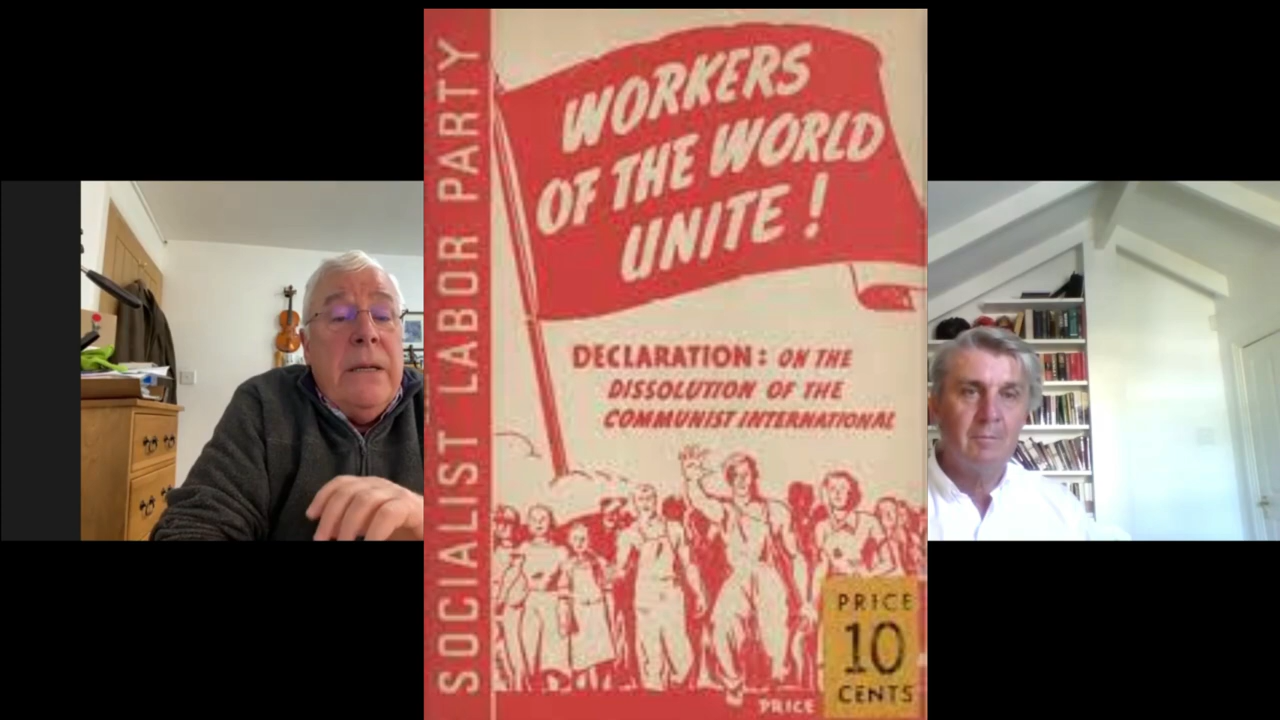 SOCIALIST LABOR PARTY
WORKERS
OF THE WORLD
UNITE!
DECLARATION: ON THE
DISSOLUTION OF THE
COMMUNIST INTERNATIONAL
PRICE
10
CENTS
PRICE